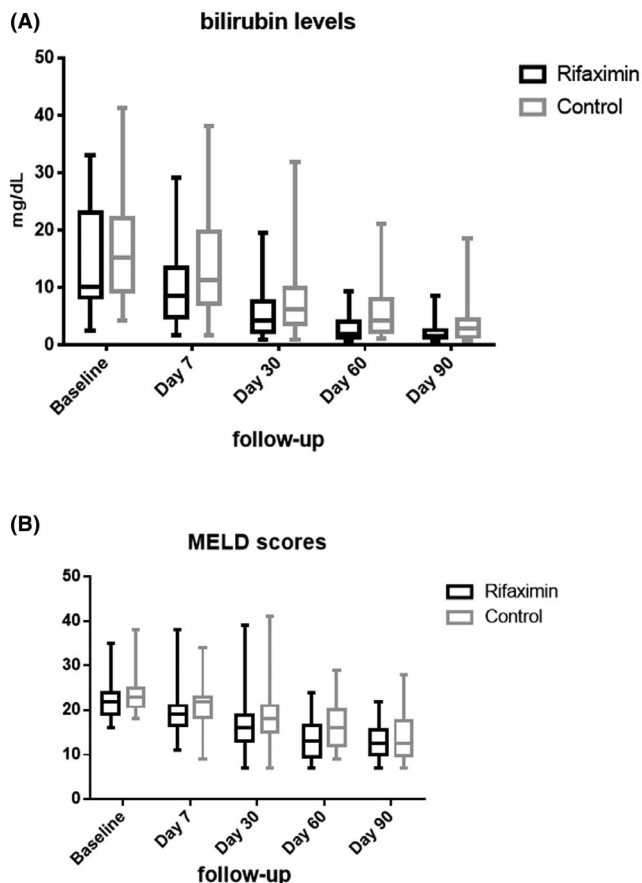 (A)
bilirubin levels
50
40
30
20
10
0
mg/dL
Rifaximin
Control
Baseline
Day 7
Day 30
Day 60
Day 90
follow-up
(B)
MELD scores
50
40
30
20
10
0
Rifaximin
Control
Baseline
Day 7
Day 30
Day 60
Day 90
follow-up